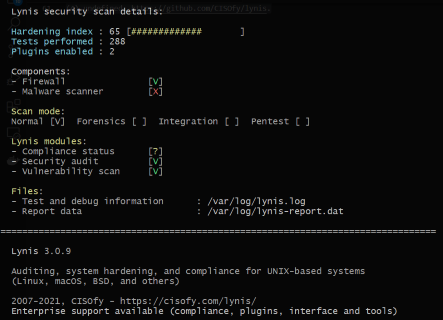 Lynis security scan details:
Hardening index : 65 [############# ]
Tests performed : 288
Plugins enabled : 2
Components:
- Firewall [V]
- Malware scanner [X]
Scan mode:
Normal [V] Forensics [ ] Integration [ ] Pentest [ ]
Lynis modules:
- Compliance status [?]
- Security audit [V]
- Vulnerability scan [V]
Files:
- Test and debug information : /var/log/lynis.log
- Report data : /var/log/lynis-report.dat
================================================================================
Lynis 3.0.9
Auditing, system hardening, and compliance for UNIX-based systems
(Linux, macOS, BSD, and others)
2007-2021, CISOfy - https://cisofy.com/lynis/
Enterprise support available (compliance, plugins, interface and tools)